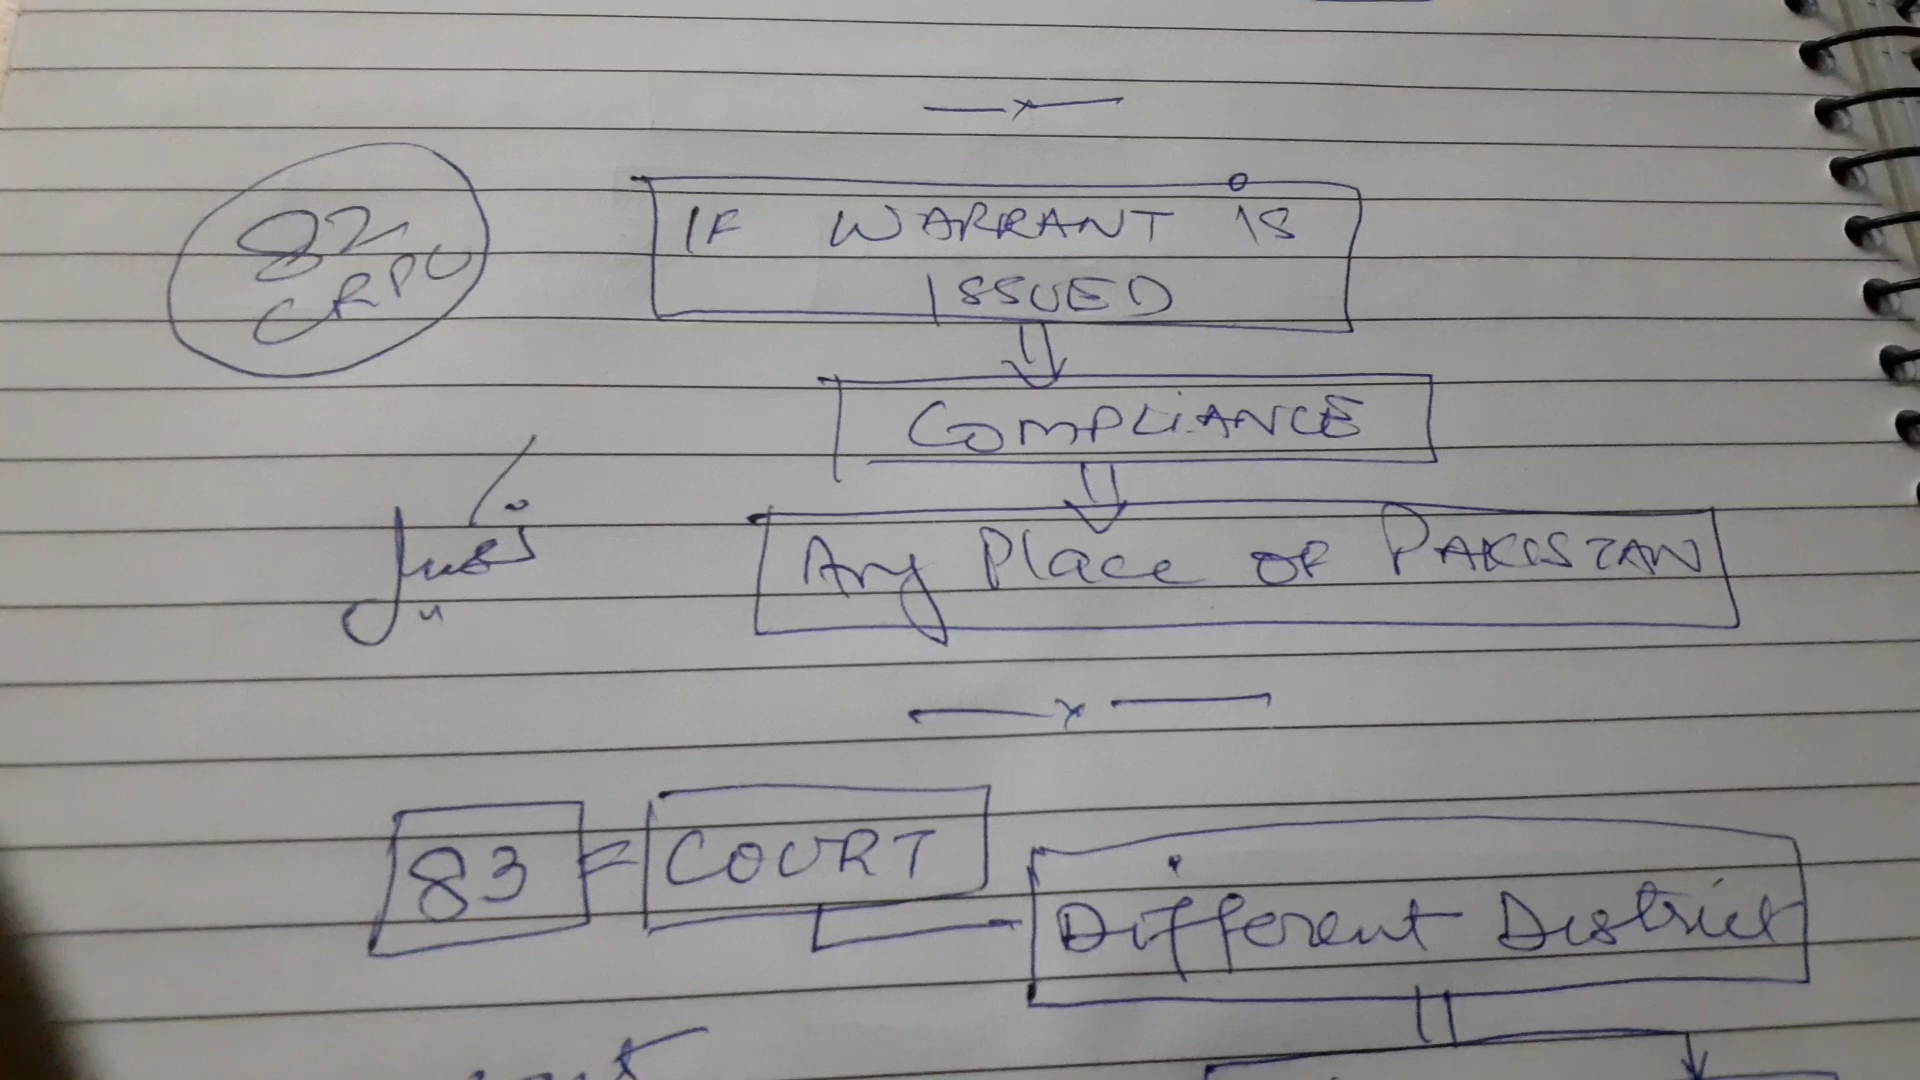 82
CRPC
IF WARRANT IS
ISSUED
COMPLIANCE
Any Place OF PAKISTAN
83 = COURT
Different District